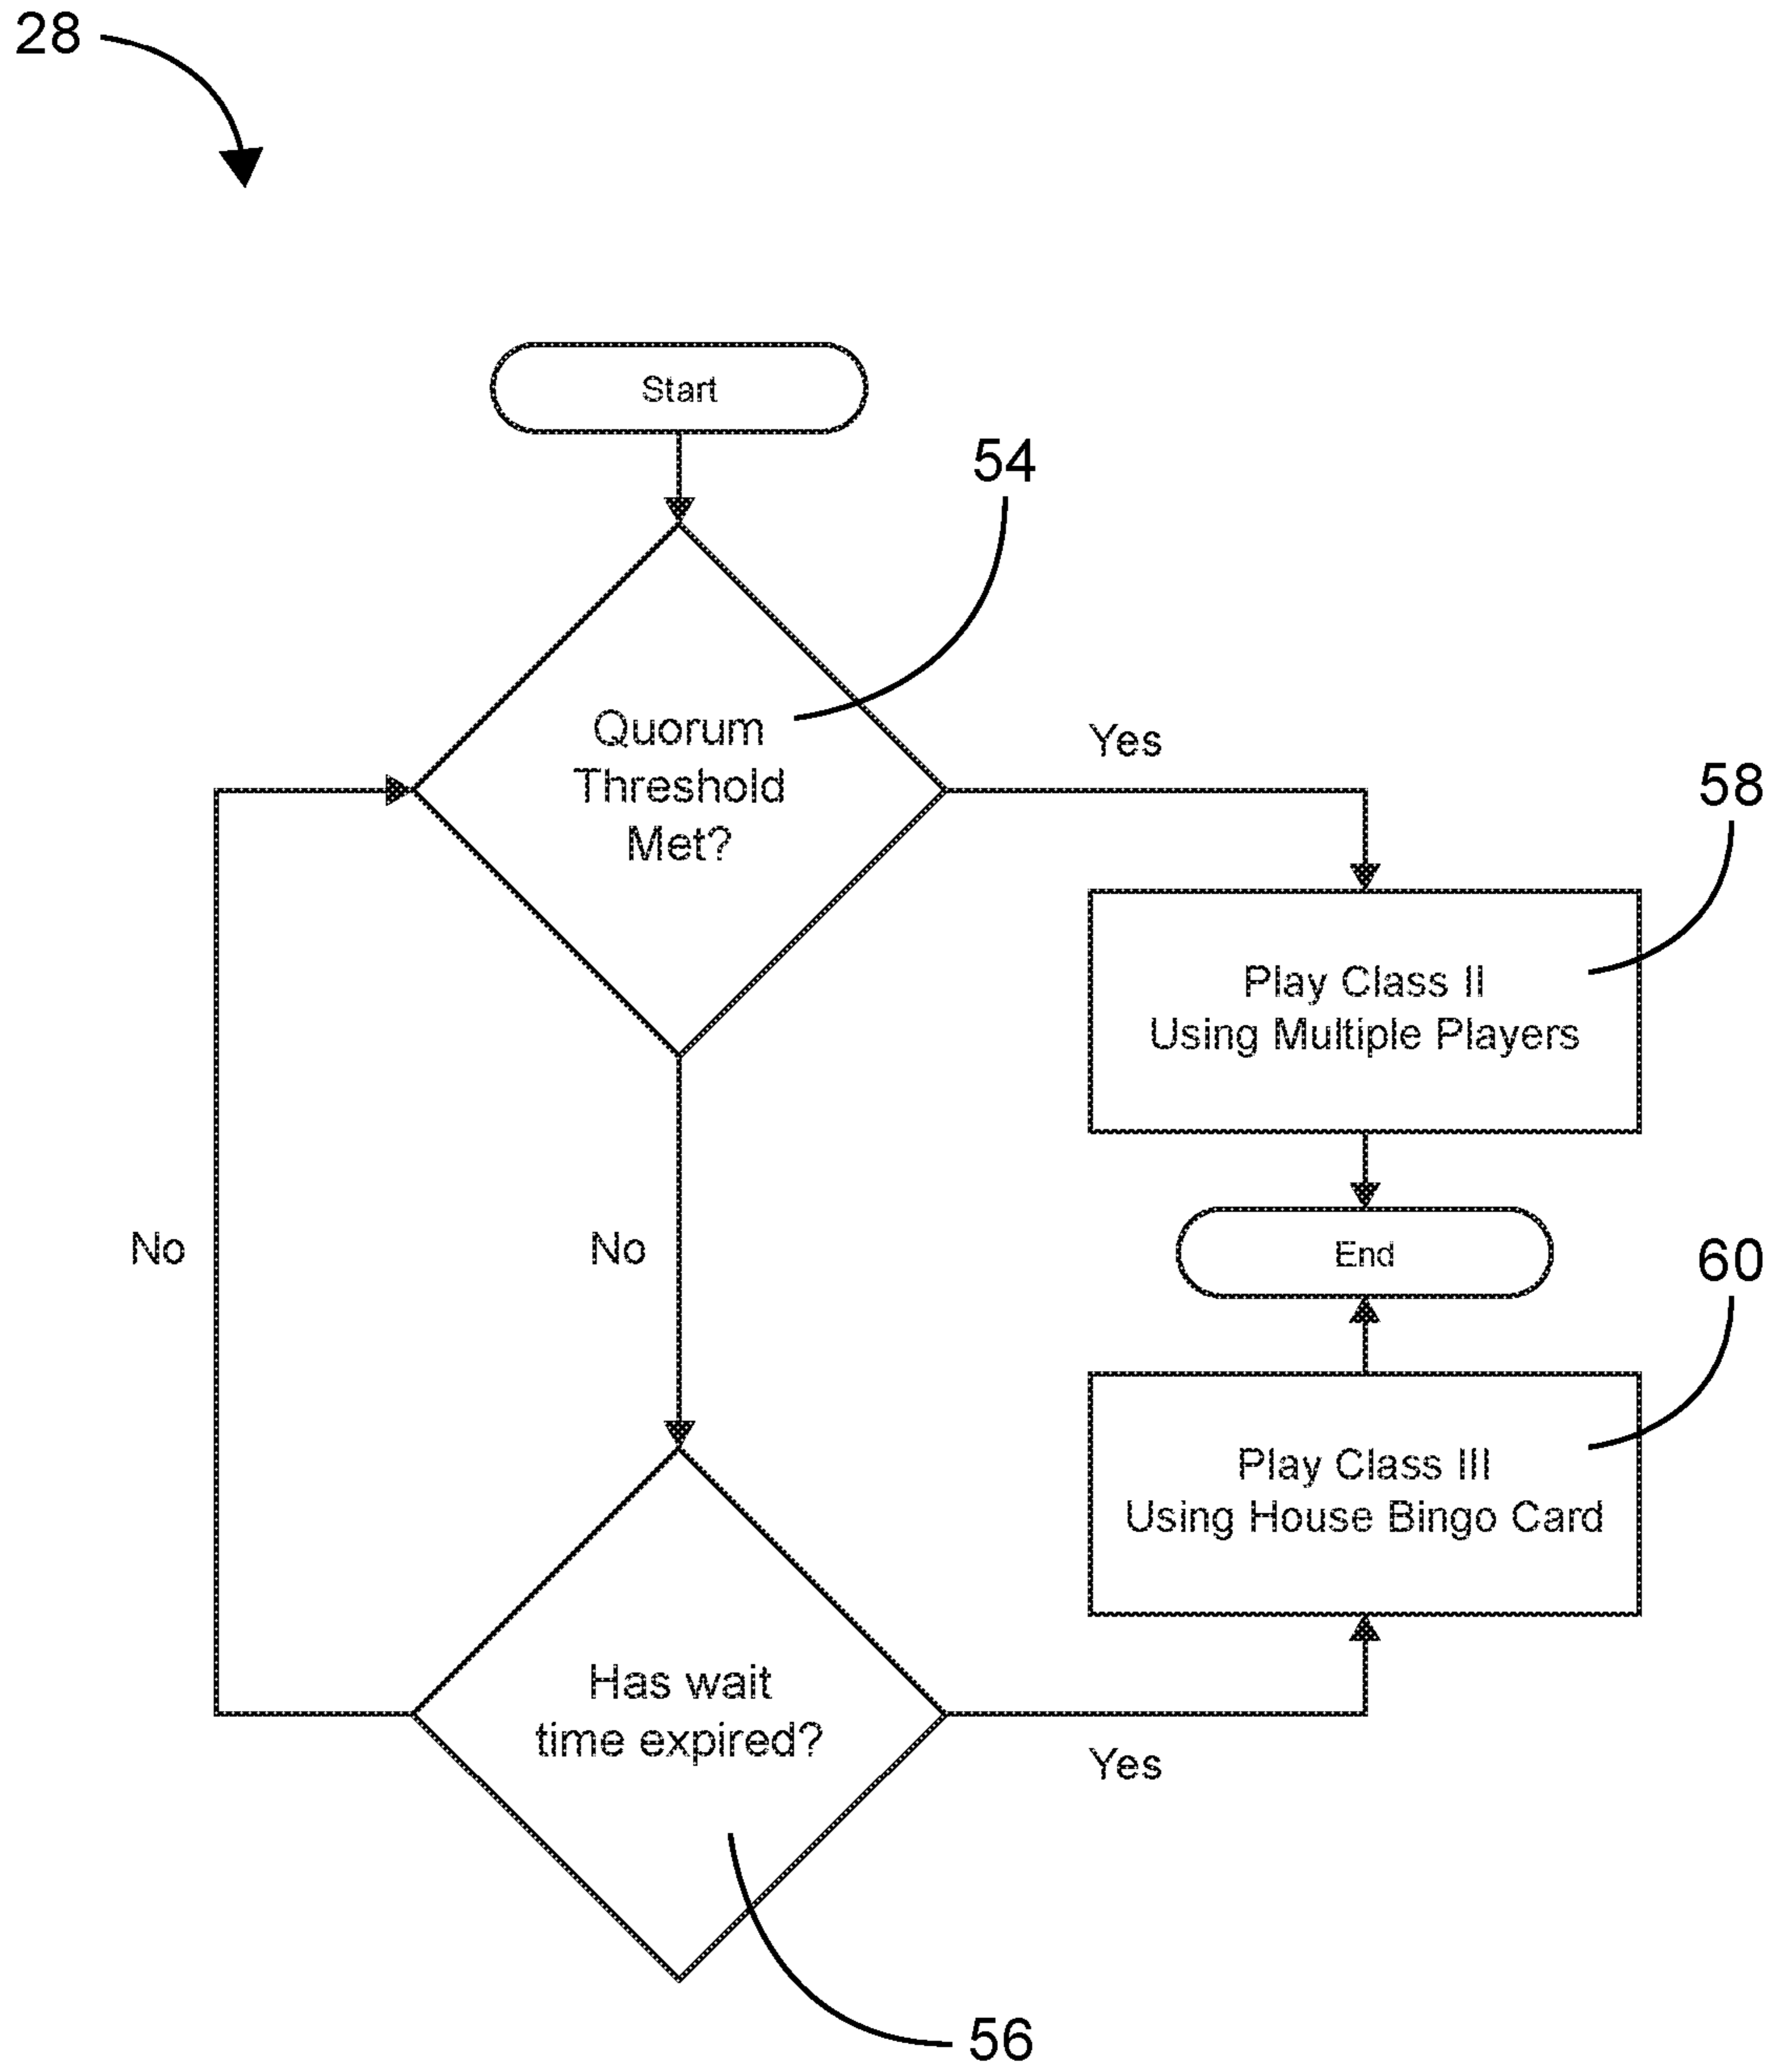 28
Start
54
Quorum
Threshold
Met?
Yes
58
Play Class II
Using Multiple Players
No
No
End
60
Play Class III
Using House Bingo Card
Has wait
time expired?
Yes
56